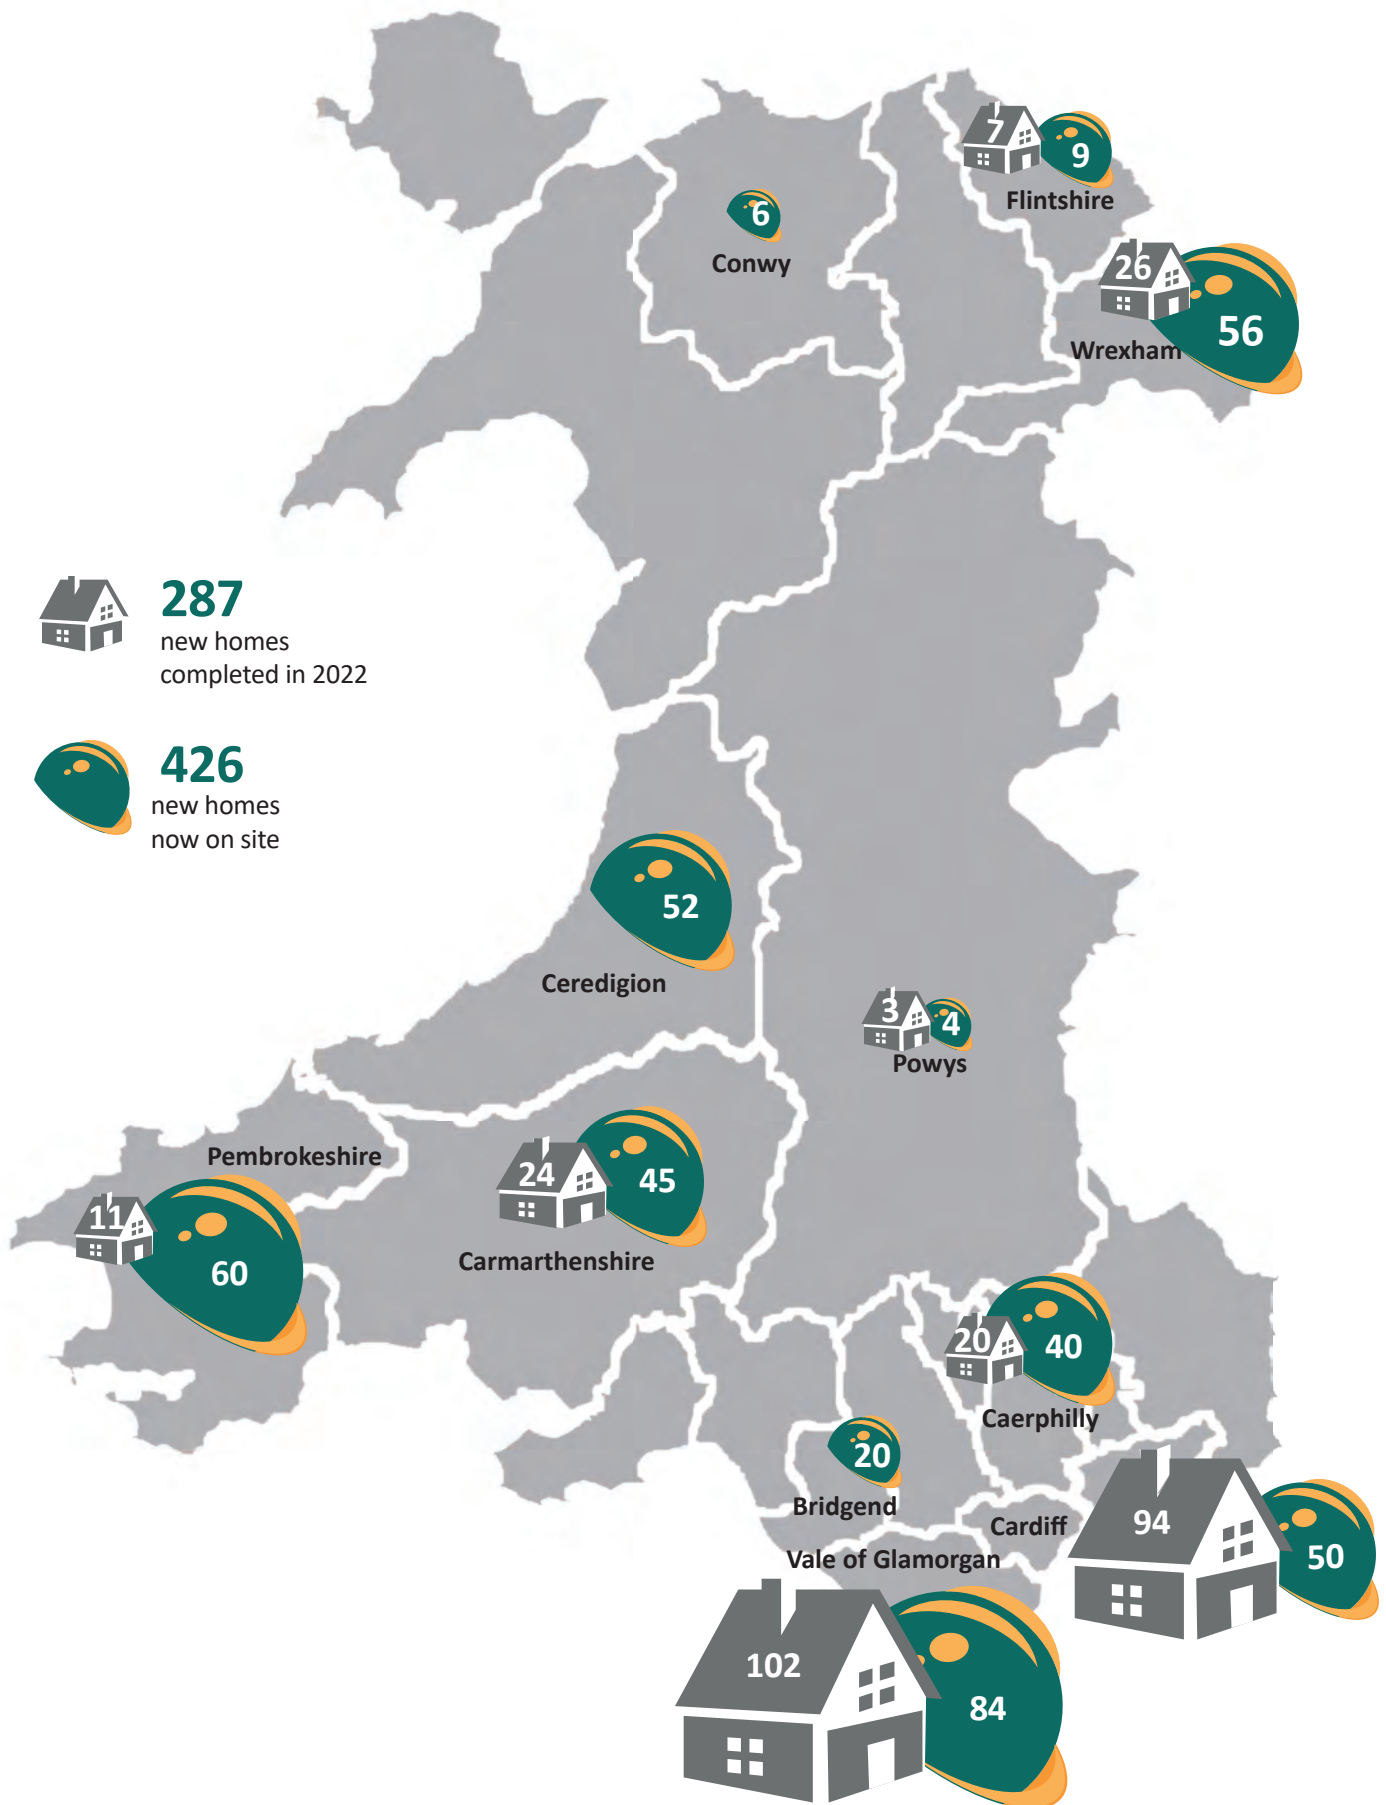 7
9
Flintshire
6
Conwy
26
56
Wrexham
287
new homes
completed in 2022
426
new homes
now on site
52
Ceredigion
3
4
Powys
Pembrokeshire
11
60
24
45
Carmarthenshire
20
40
Caerphilly
20
Bridgend
Cardiff
94
50
Vale of Glamorgan
102
84